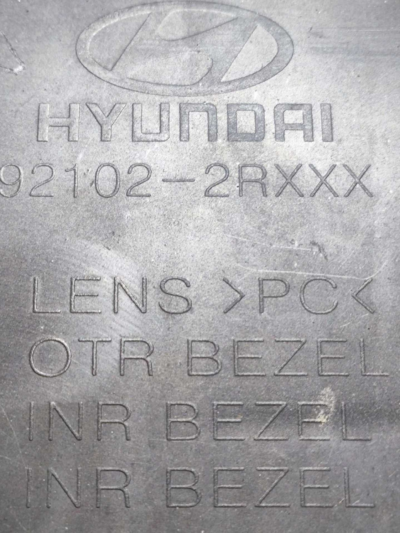 HYUNDAI
92102-2RXXX
LENS >PC<
OTR BEZEL
INR BEZEL
INR BEZEL